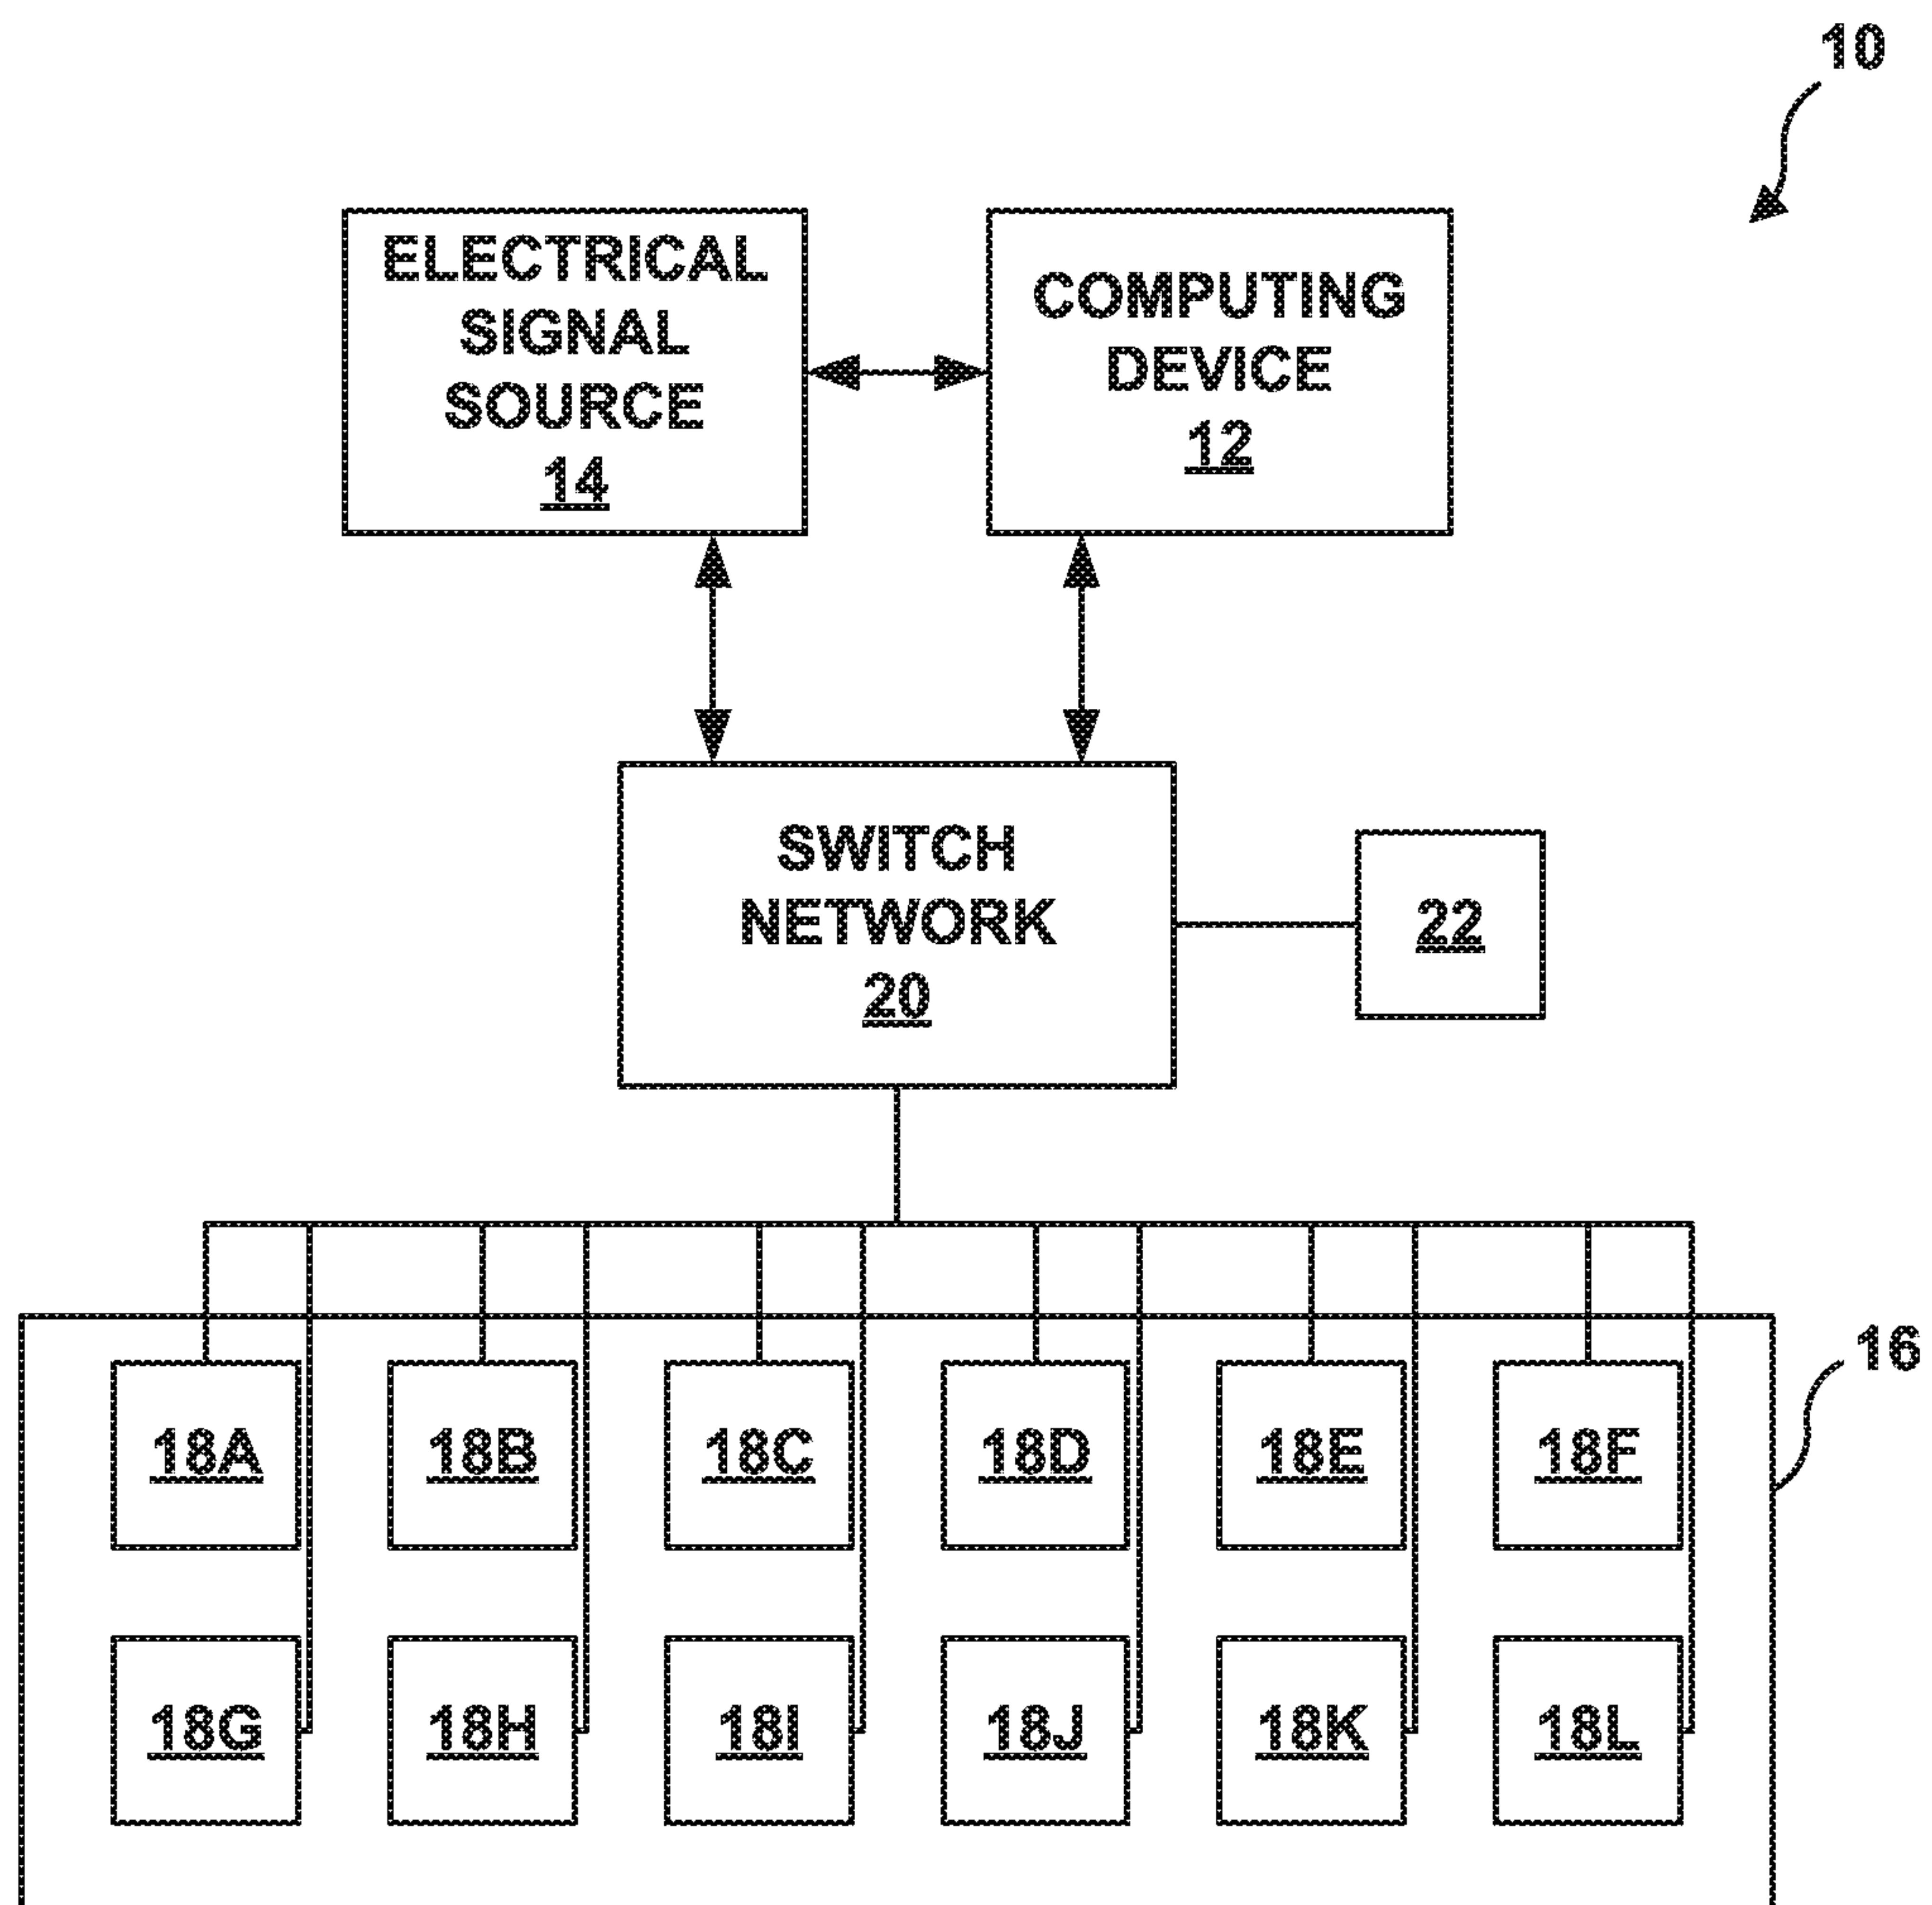 10
ELECTRICAL
SIGNAL
SOURCE
14
COMPUTING
DEVICE
12
SWITCH
NETWORK
20
22
16
18A 18B 18C 18D 18E 18F
18G 18H 18I 18J 18K 18L